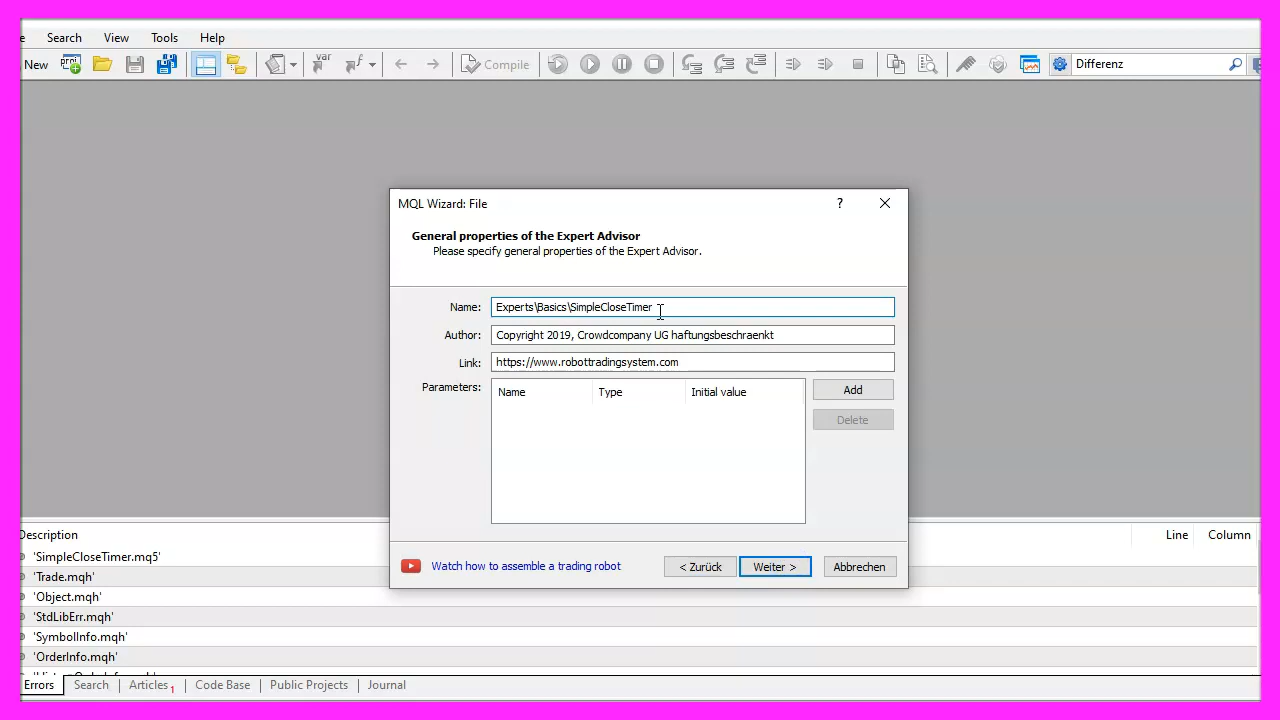 e Search View Tools Help
New proj var f Compile Differenz
MQL Wizard: File ?
General properties of the Expert Advisor
Please specify general properties of the Expert Advisor.
Name: Experts\Basics\SimpleCloseTimer
Author: Copyright 2019, Crowdcompany UG haftungsbeschraenkt
Link: https://www.robottradingsystem.com
Parameters: Name Type Initial value Add
Delete
Watch how to assemble a trading robot < Zurück Weiter > Abbrechen
Description Line Column
'SimpleCloseTimer.mq5'
'Trade.mqh'
'Object.mqh'
'StdLibErr.mqh'
'SymbolInfo.mqh'
'OrderInfo.mqh'
Errors Search Articles 1 Code Base Public Projects Journal